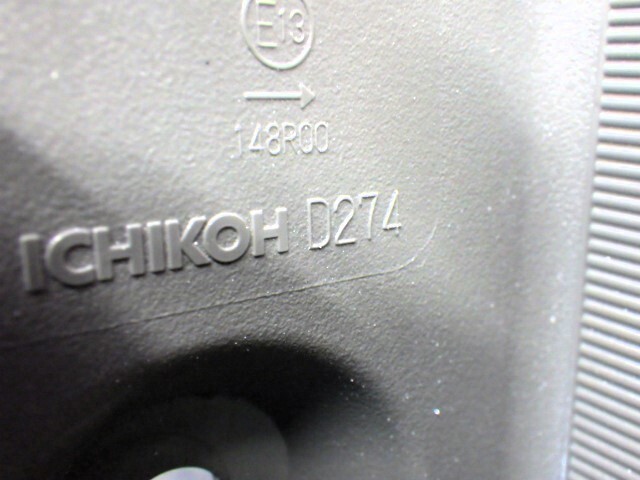 E13
→
148R00
ICHIKOH D274